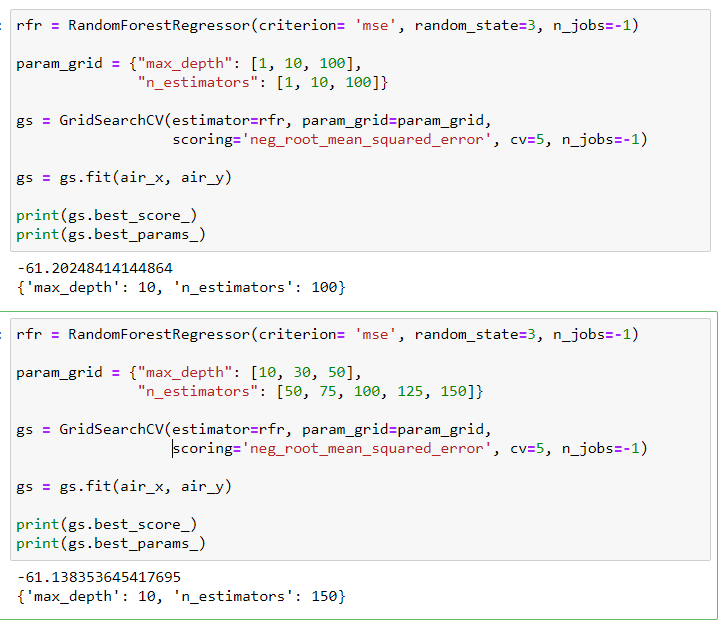 rfr = RandomForestRegressor(criterion= 'mse', random_state=3, n_jobs=-1)
param_grid = {"max_depth": [1, 10, 100],
"n_estimators": [1, 10, 100]}
gs = GridSearchCV(estimator=rfr, param_grid=param_grid,
scoring='neg_root_mean_squared_error', cv=5, n_jobs=-1)
gs = gs.fit(air_x, air_y)
print(gs.best_score_)
print(gs.best_params_)
-61.20248414144864
{'max_depth': 10, 'n_estimators': 100}
rfr = RandomForestRegressor(criterion= 'mse', random_state=3, n_jobs=-1)
param_grid = {"max_depth": [10, 30, 50],
"n_estimators": [50, 75, 100, 125, 150]}
gs = GridSearchCV(estimator=rfr, param_grid=param_grid,
scoring='neg_root_mean_squared_error', cv=5, n_jobs=-1)
gs = gs.fit(air_x, air_y)
print(gs.best_score_)
print(gs.best_params_)
-61.138353645417695
{'max_depth': 10, 'n_estimators': 150}